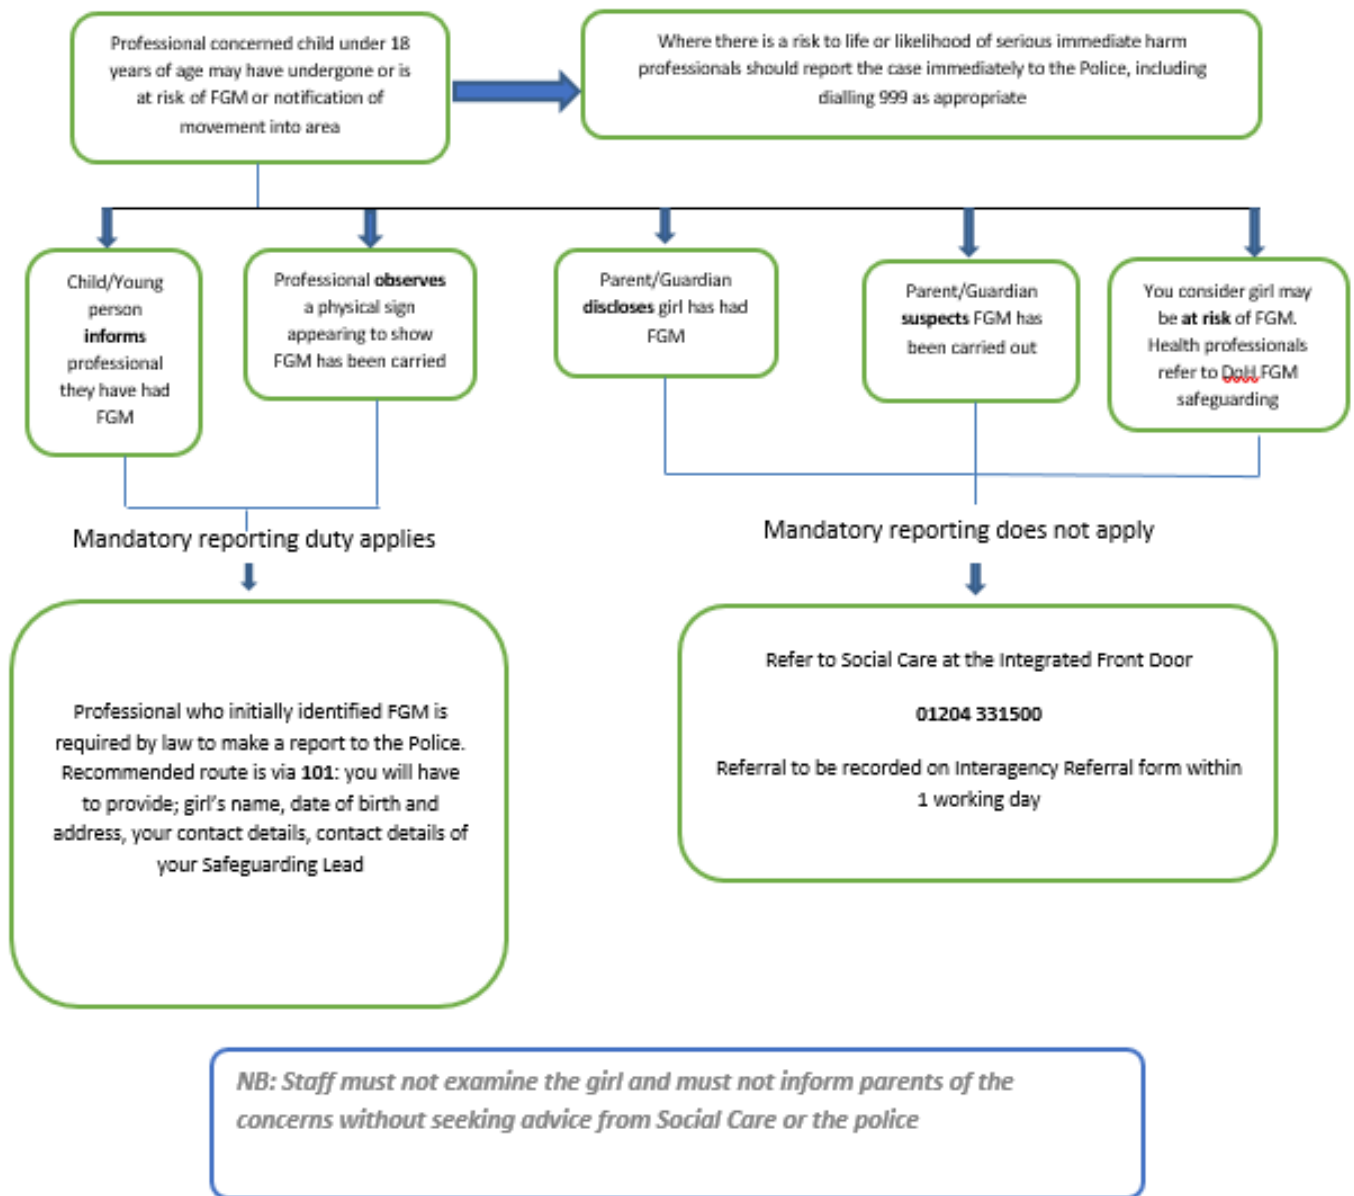 Professional concerned child under 18
years of age may have undergone or is
at risk of FGM or notification of
movement into area
Where there is a risk to life or likelihood of serious immediate harm
professionals should report the case immediately to the Police, including
dialling 999 as appropriate
Child/Young
person
informs
professional
they have had
FGM
Professional observes
a physical sign
appearing to show
FGM has been carried
Parent/Guardian
discloses girl has had
FGM
Parent/Guardian
suspects FGM has
been carried out
You consider girl may
be at risk of FGM.
Health professionals
refer to DoH FGM
safeguarding
Mandatory reporting duty applies
Mandatory reporting does not apply
Professional who initially identified FGM is
required by law to make a report to the Police.
Recommended route is via 101: you will have
to provide; girl's name, date of birth and
address, your contact details, contact details of
your Safeguarding Lead
Refer to Social Care at the Integrated Front Door
01204 331500
Referral to be recorded on Interagency Referral form within
1 working day
NB: Staff must not examine the girl and must not inform parents of the
concerns without seeking advice from Social Care or the police